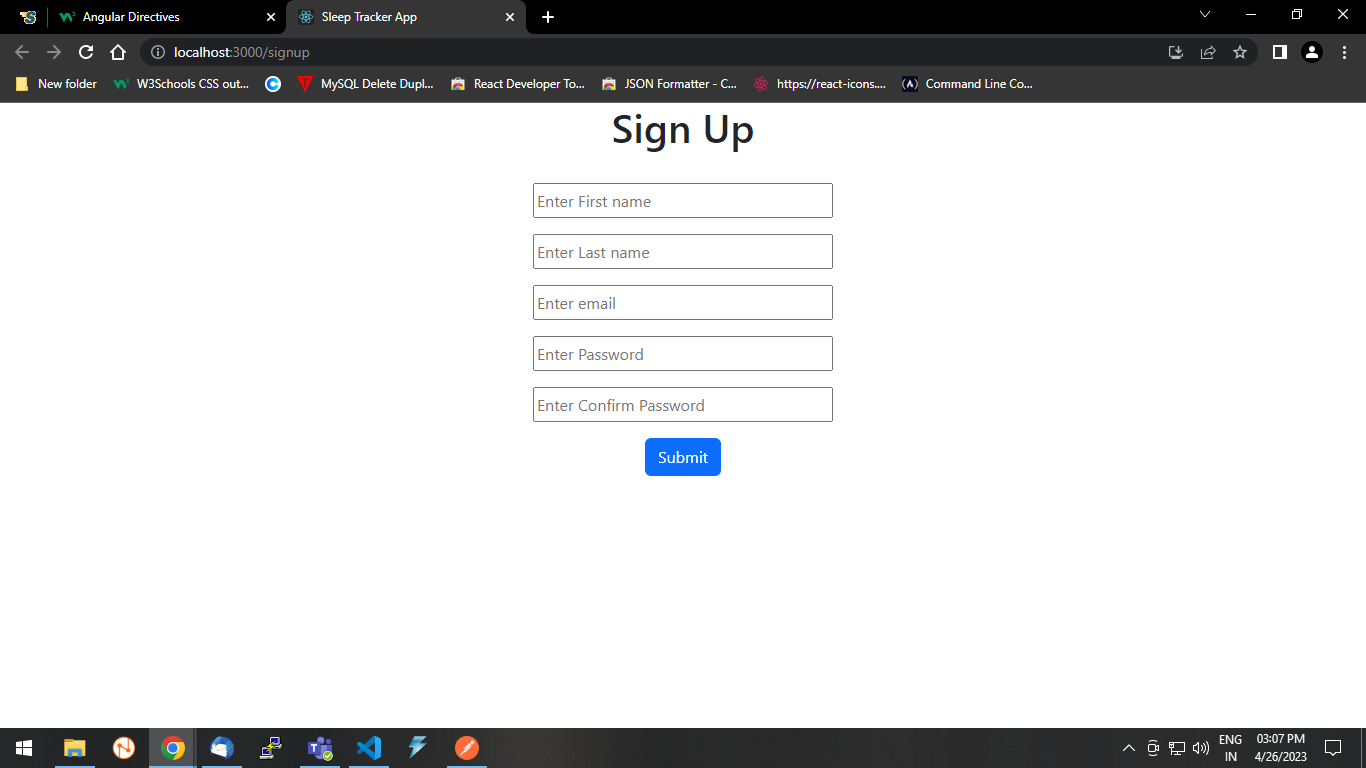 Angular Directives
Sleep Tracker App
localhost:3000/signup
New folder
W3Schools CSS out...
MySQL Delete Dupl...
React Developer To...
JSON Formatter - C...
https://react-icons....
Command Line Co...
Sign Up
Enter First name
Enter Last name
Enter email
Enter Password
Enter Confirm Password
Submit
ENG
IN
03:07 PM
4/26/2023